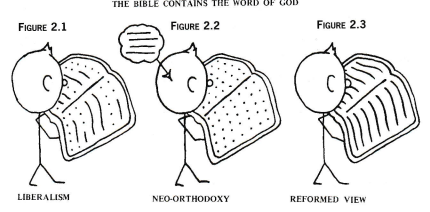 THE BIBLE CONTAINS THE WORD OF GOD
FIGURE 2.1 FIGURE 2.2 FIGURE 2.3
LIBERALISM NEO-ORTHODOXY REFORMED VIEW